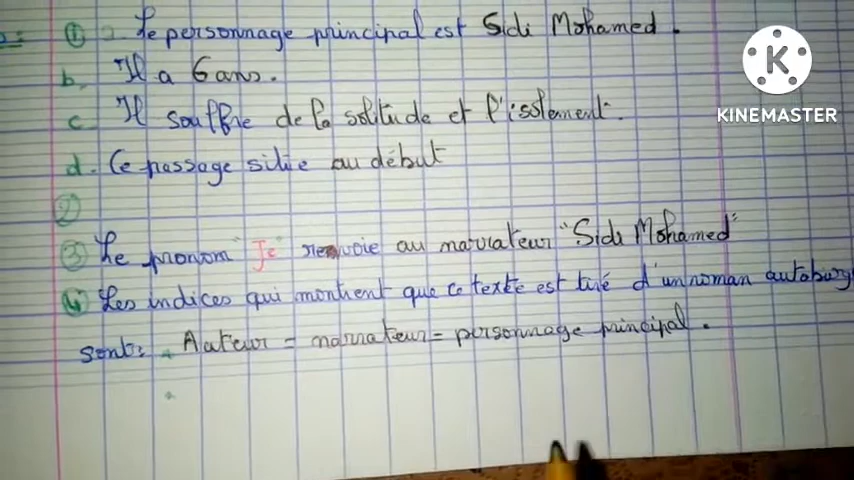 ① Le personnage principal est Sidi Mohamed.
b. Il a 6 ans.
c Il souffre de la solitude et l'isolement.
d. Ce passage sitie au début
②
③ Le pronom "Je" renvoie au narrateur "Sidi Mohamed"
④ Les indices qui montrent que ce texte est tiré d'un roman autobiog
sont: Auteur = narrateur = personnage principal.
K
KINEMASTER